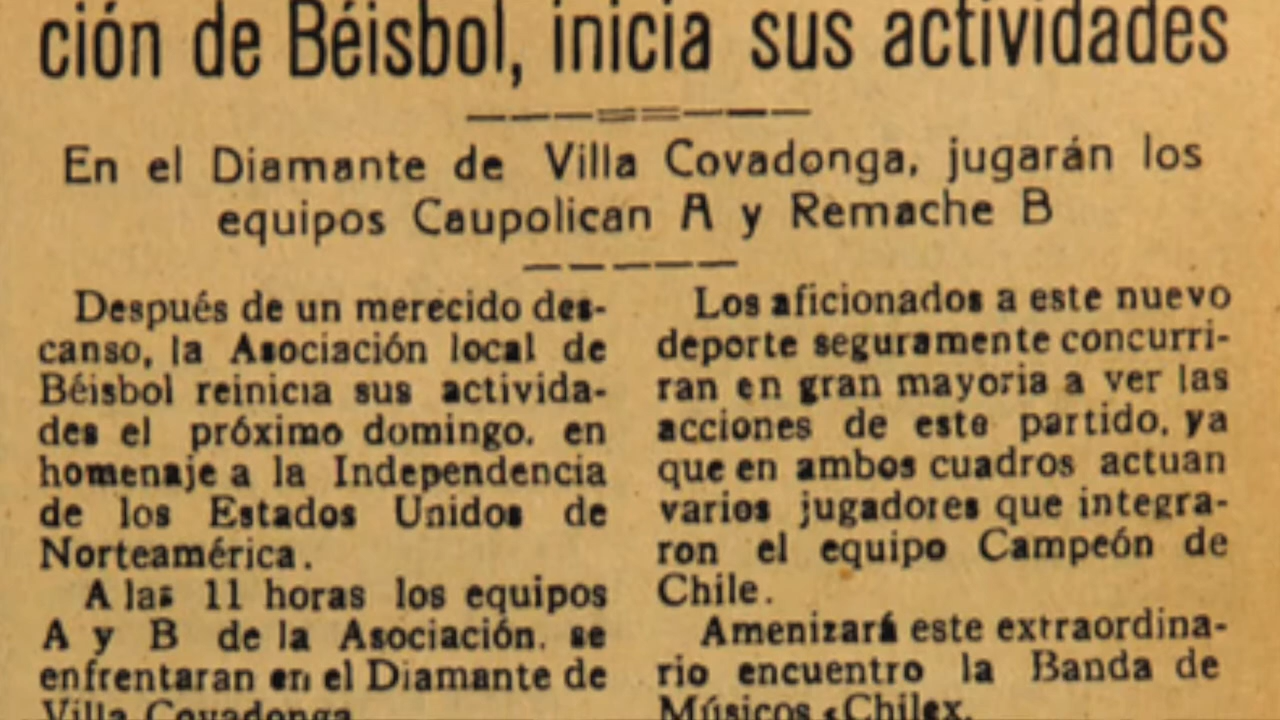 ción de Béisbol, inicia sus actividades
En el Diamante de Villa Covadonga, jugarán los
equipos Caupolican A y Remache B
Después de un merecido des-
canso, la Asociación local de
Béisbol reinicia sus activida-
des el próximo domingo. en
homenaje a la Independencia
de los Estados Unidos de
Norteamérica.
A las 11 horas los equipos
A y B de la Asociación. se
enfrentaran en el Diamante de
Villa Covadonga
Los aficionados a este nuevo
deporte seguramente concurri-
ran en gran mayoria a ver las
acciones de este partido. ya
que en ambos cuadros actuan
varios jugadores que integra-
ron el equipo Campeón de
Chile.
Amenizará este extraordina-
rio encuentro la Banda de
Músicos «Chilex.